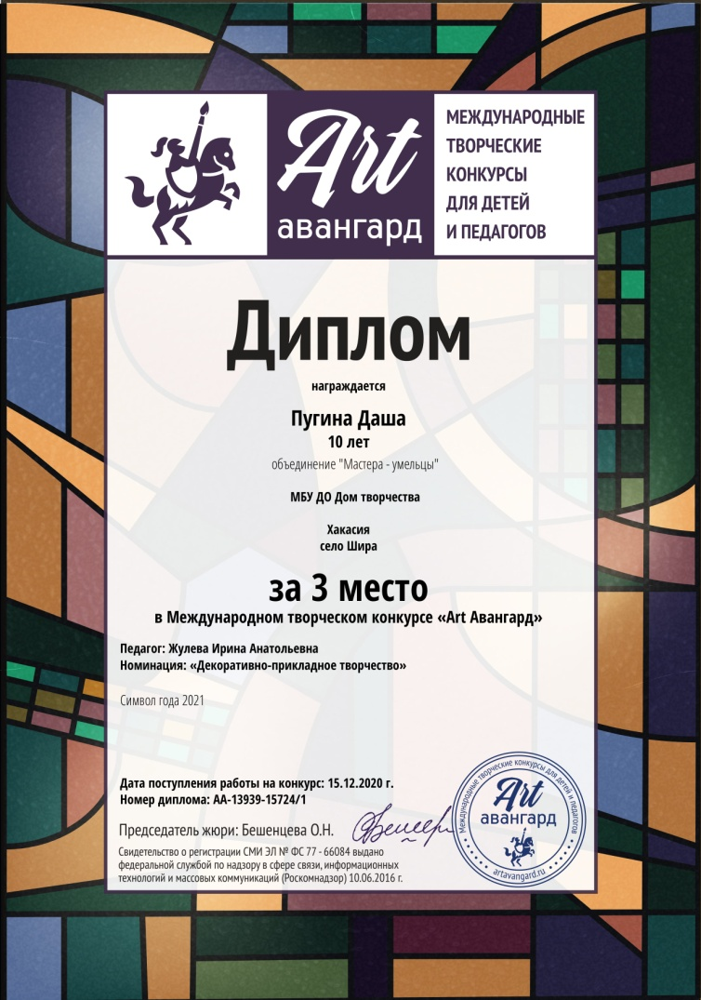 Art
авангард
МЕЖДУНАРОДНЫЕ
ТВОРЧЕСКИЕ
КОНКУРСЫ
ДЛЯ ДЕТЕЙ
И ПЕДАГОГОВ
Диплом
награждается
Пугина Даша
10 лет
объединение "Мастера - умельцы"
МБУ ДО Дом творчества
Хакасия
село Шира
за 3 место
в Международном творческом конкурсе «Art Авангард»
Педагог: Жулева Ирина Анатольевна
Номинация: «Декоративно-прикладное творчество»
Символ года 2021
Дата поступления работы на конкурс: 15.12.2020 г.
Номер диплома: АА-13939-15724/1
Председатель жюри: Бешенцева О.Н.
Свидетельство о регистрации СМИ ЭЛ № ФС 77 - 66084 выдано
федеральной службой по надзору в сфере связи, информационных
технологий и массовых коммуникаций (Роскомнадзор) 10.06.2016 г.
Международные творческие конкурсы для детей и педагогов
Art
авангард
artavangard.ru